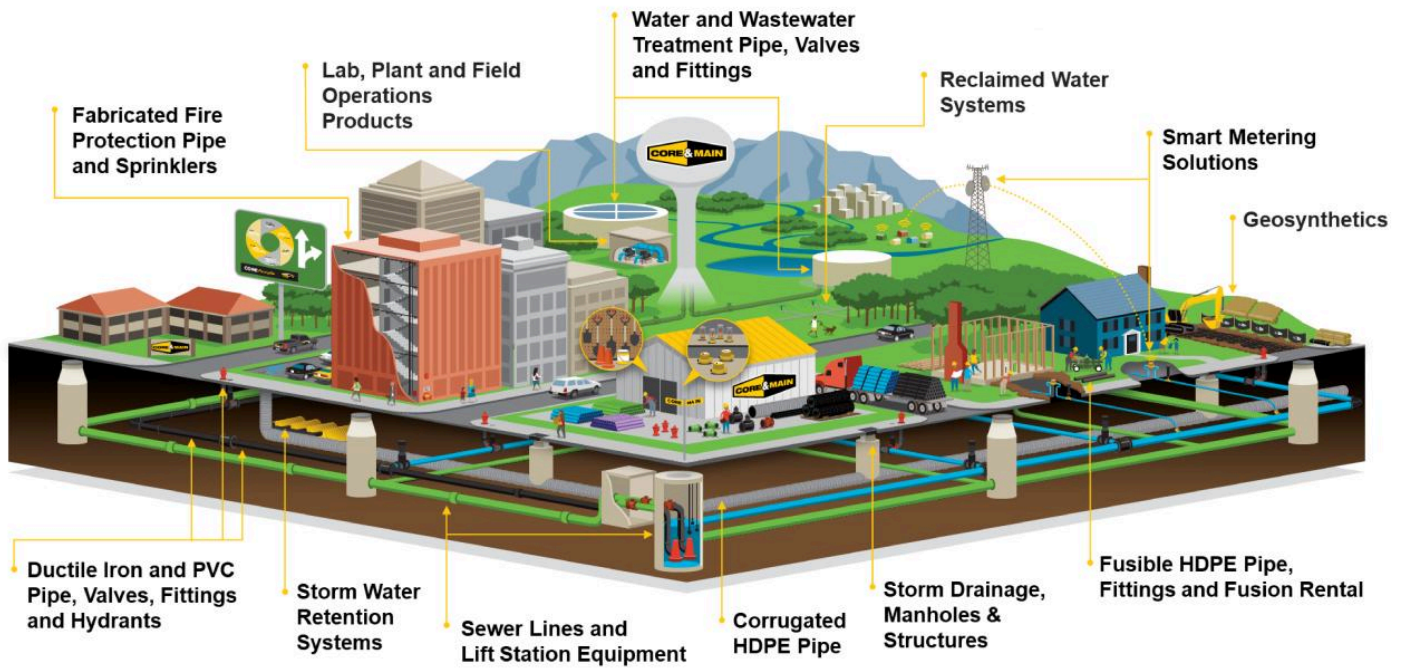 Water and Wastewater
Treatment Pipe, Valves
and Fittings
Lab, Plant and Field
Operations
Products
Reclaimed Water
Systems
Fabricated Fire
Protection Pipe
and Sprinklers
Smart Metering
Solutions
Geosynthetics
CORE&MAIN
CORE&MAIN
CORE&MAIN
CORE&MAIN
Ductile Iron and PVC
Pipe, Valves, Fittings
and Hydrants
Storm Water
Retention
Systems
Sewer Lines and
Lift Station Equipment
Corrugated
HDPE Pipe
Storm Drainage,
Manholes &
Structures
Fusible HDPE Pipe,
Fittings and Fusion Rental